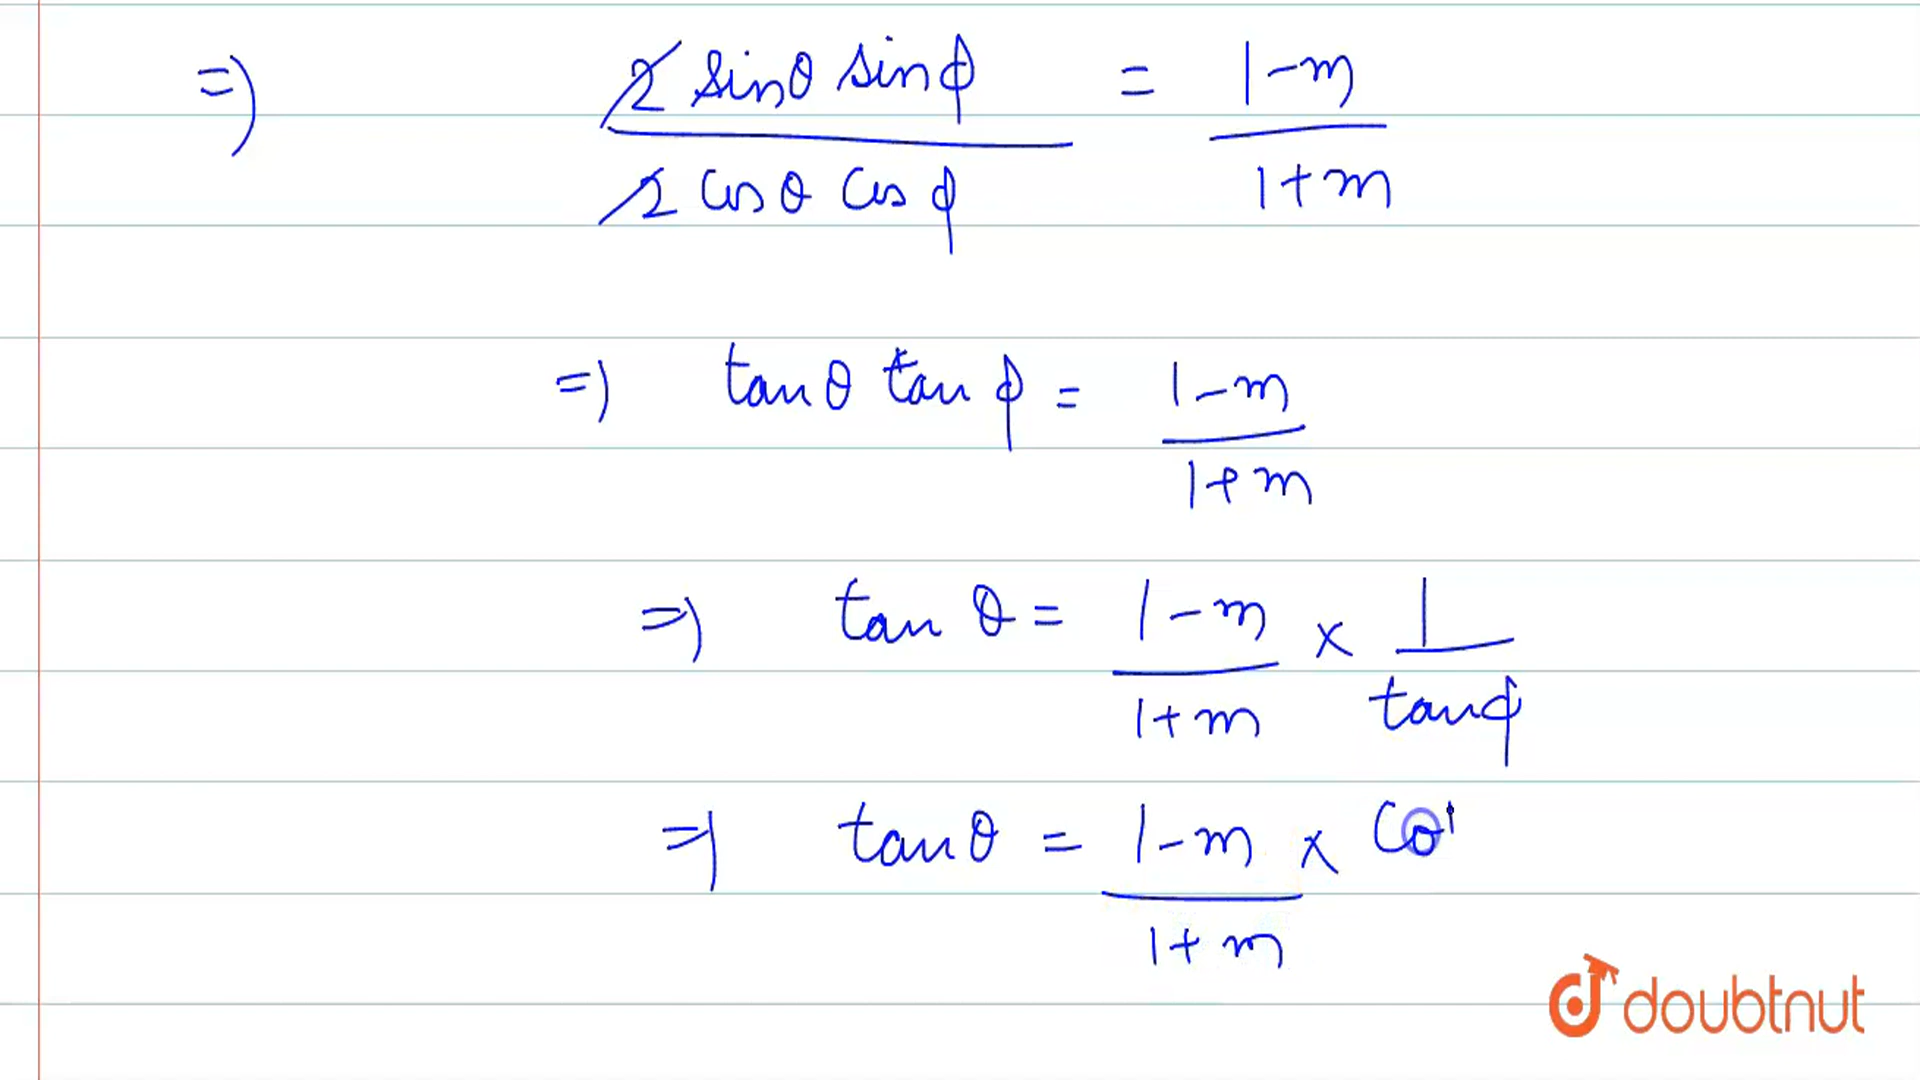 =) 2 sinθ sinϕ = 1-m
2 cosθ cosϕ 1+m
=) tanθ tanϕ = 1-m
1+m
=) tan θ = 1-m × 1
1+m tanϕ
=) tanθ = 1-m × Co
1+m
doubtnut